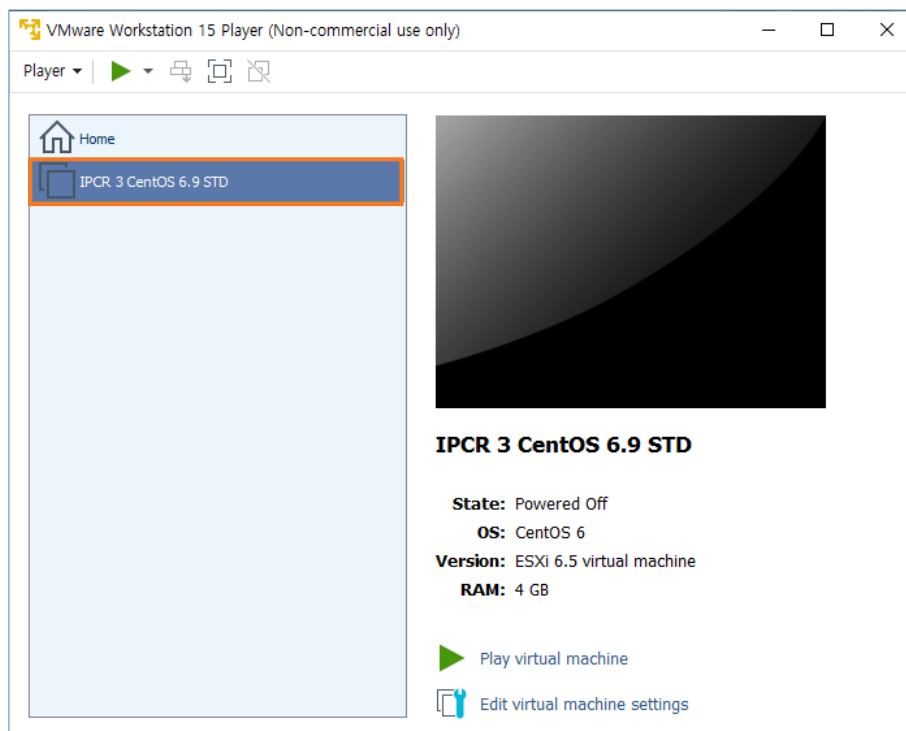 VMware Workstation 15 Player (Non-commercial use only)
Player
Home
IPCR 3 CentOS 6.9 STD
IPCR 3 CentOS 6.9 STD
State: Powered Off
OS: CentOS 6
Version: ESXi 6.5 virtual machine
RAM: 4 GB
Play virtual machine
Edit virtual machine settings